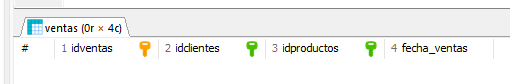 ventas (0r × 4c)
# 1 idventas 2 idclientes 3 idproductos 4 fecha_ventas